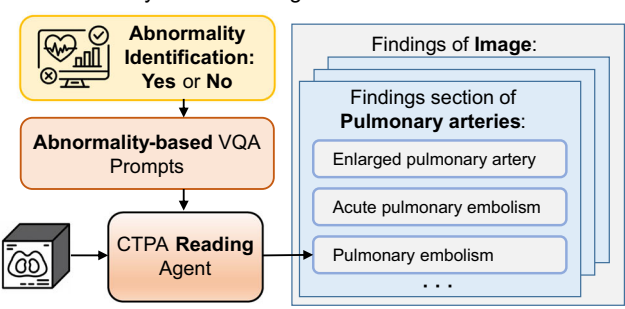 Abnormality
Identification:
Yes or No
Abnormality-based VQA
Prompts
CTPA Reading
Agent
Findings of Image:
Findings section of
Pulmonary arteries:
Enlarged pulmonary artery
Acute pulmonary embolism
Pulmonary embolism
. . .